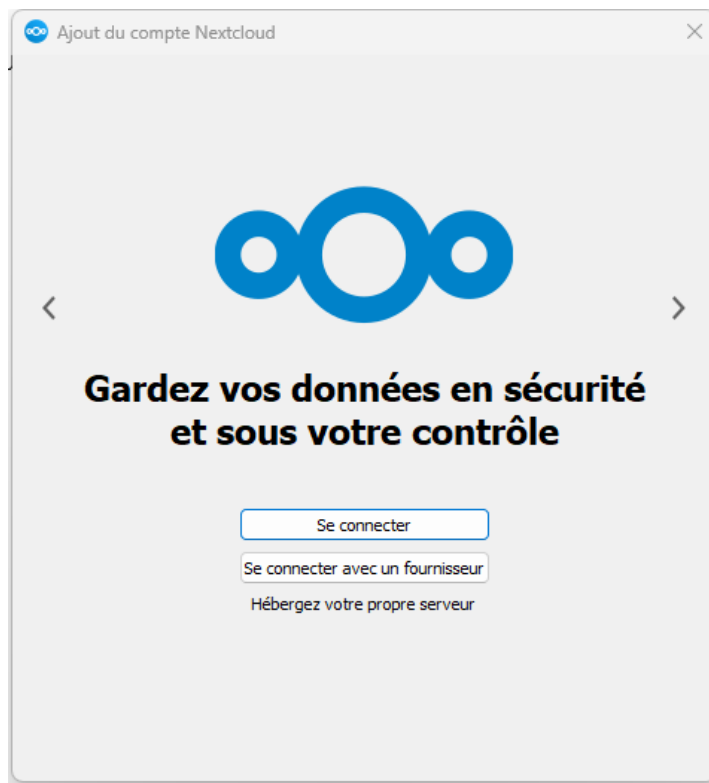 Ajout du compte Nextcloud
Gardez vos données en sécurité
et sous votre contrôle
Se connecter
Se connecter avec un fournisseur
Hébergez votre propre serveur